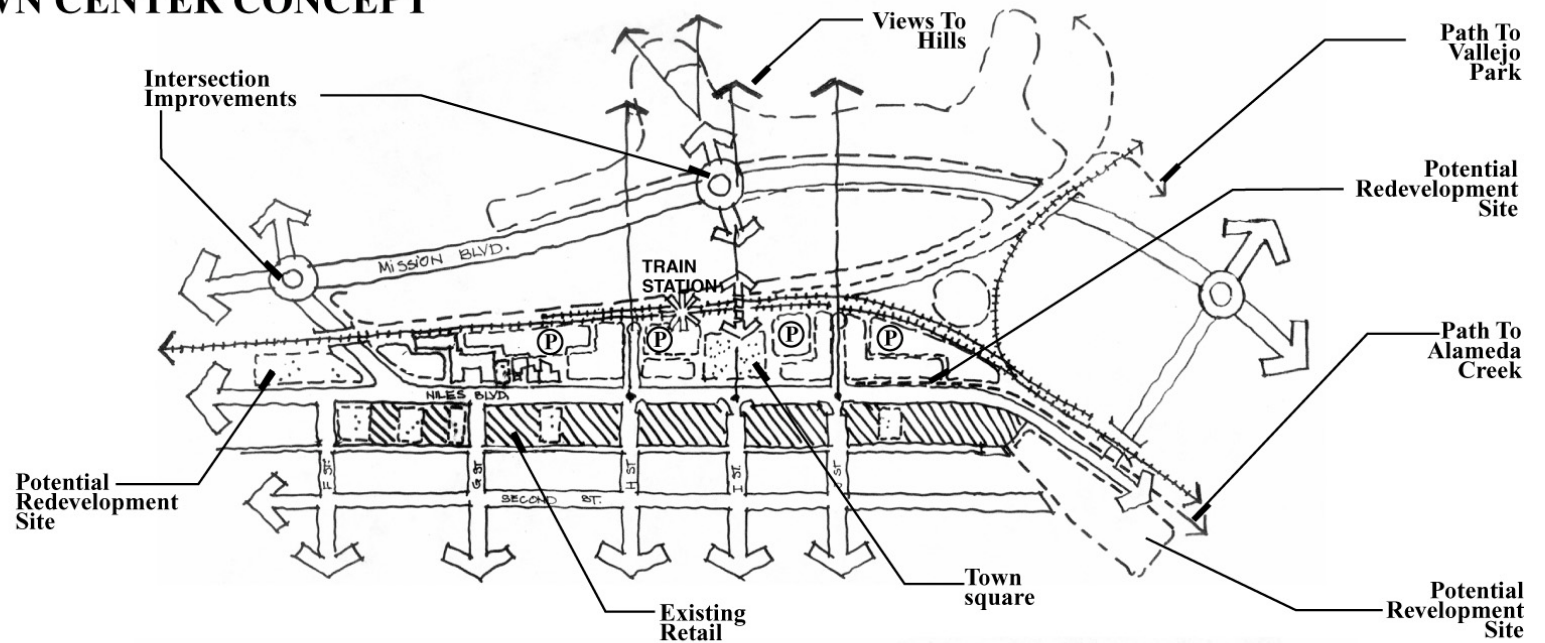 WN CENTER CONCEPT
Views To
Hills
Path To
Vallejo
Park
Intersection
Improvements
Potential
Redevelopment
Site
MISSION BLVD.
TRAIN
STATION
P
P
P
P
Path To
Alameda
Creek
NILES BLVD.
F ST.
G ST
H ST
I ST.
J ST.
SECOND ST.
Potential
Redevelopment
Site
Town
square
Existing
Retail
Potential
Revelopment
Site